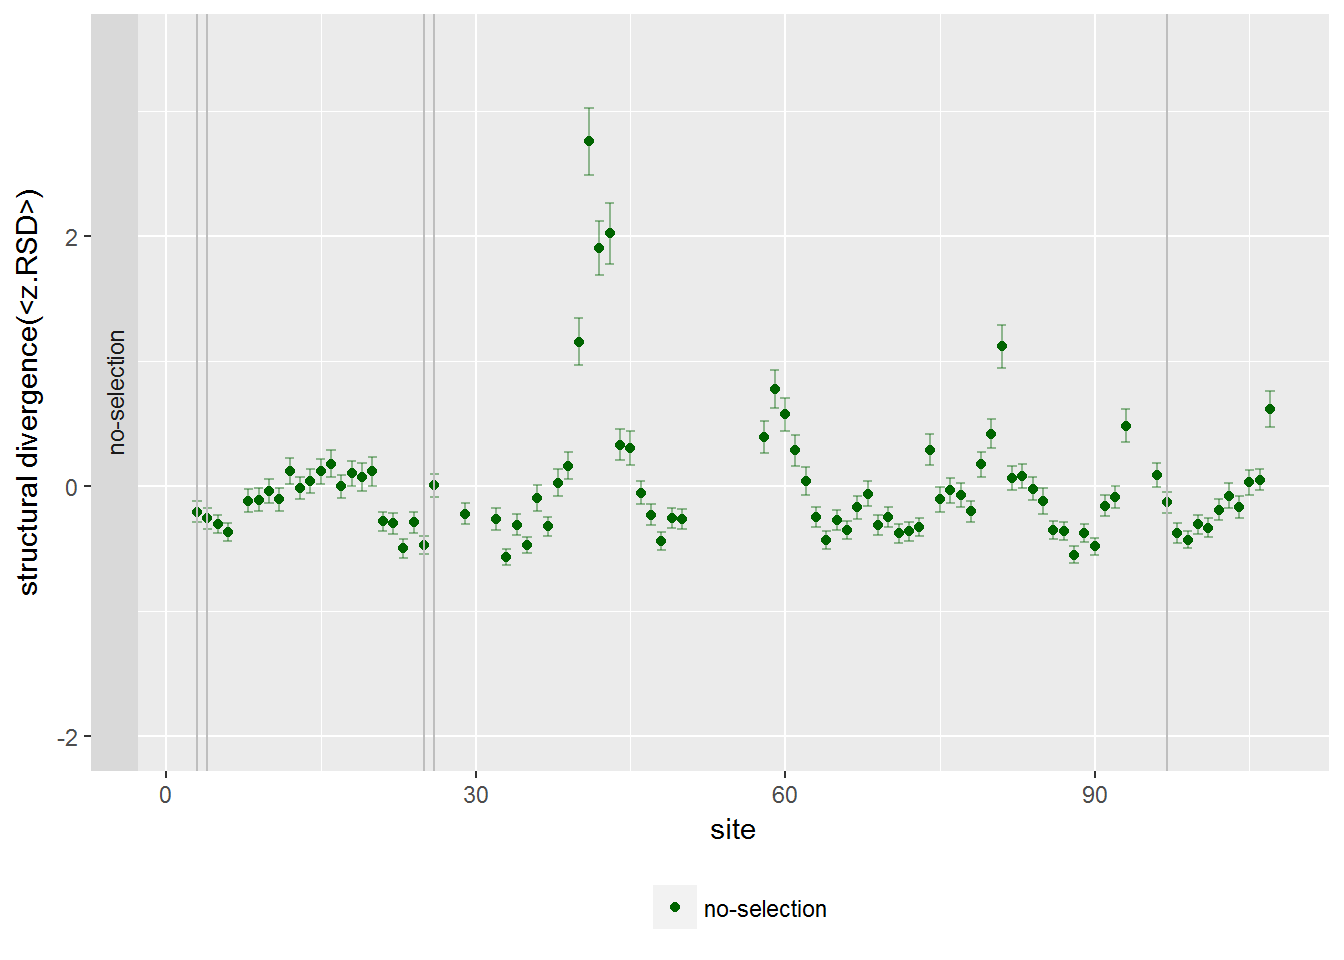 structural divergence(<z.RSD>)
no-selection
2
0
-2
0 30 60 90
site
no-selection